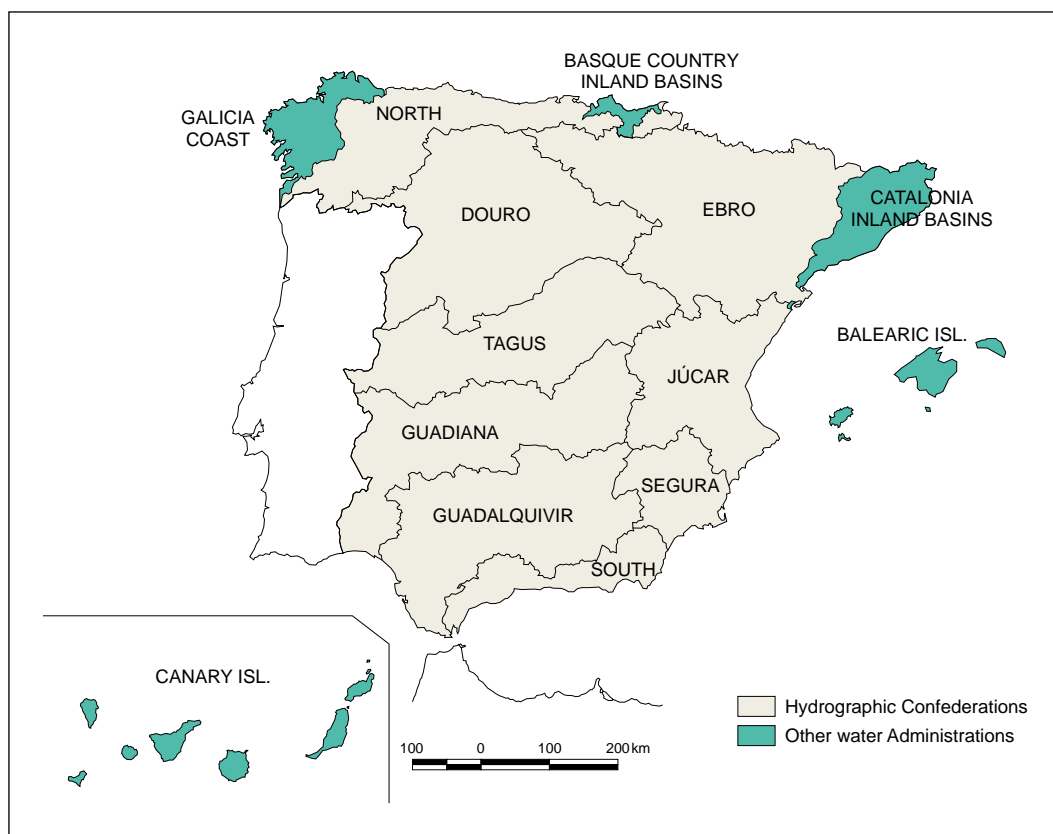 BASQUE COUNTRY
INLAND BASINS
GALICIA
COAST
NORTH
DOURO
EBRO
CATALONIA
INLAND BASINS
TAGUS
BALEARIC ISL.
JÚCAR
GUADIANA
SEGURA
GUADALQUIVIR
SOUTH
CANARY ISL.
Hydrographic Confederations
Other water Administrations
100 0 100 200 km